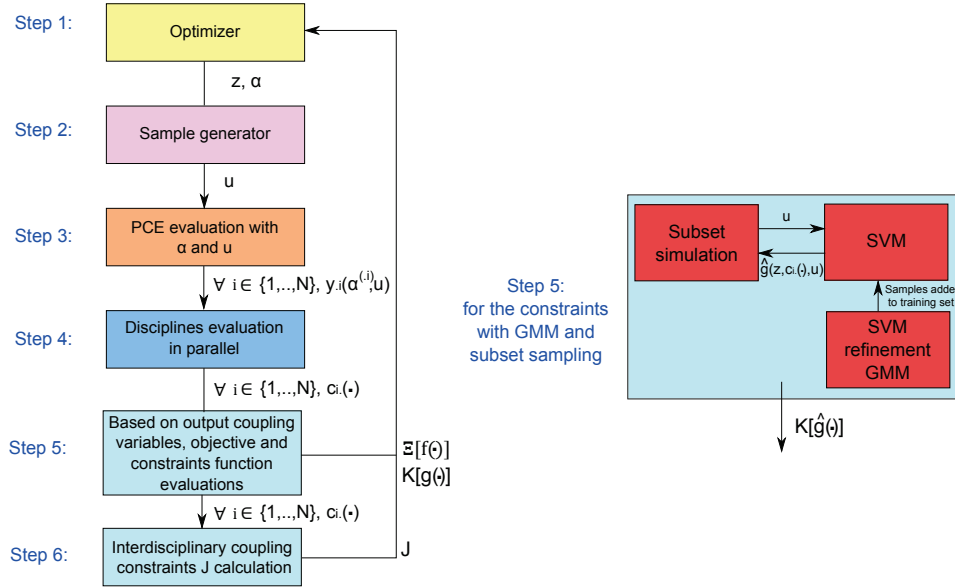 Step 1:
Optimizer
z, α
Step 2:
Sample generator
u
Step 3:
PCE evaluation with
α and u
∀ i ∈ {1,..,N}, y.i(α(.i),u)
Step 4:
Disciplines evaluation
in parallel
∀ i ∈ {1,..,N}, ci.(.)
Step 5:
Based on output coupling
variables, objective and
constraints function
evaluations
Ξ[f(.)]
K[g(.)]
∀ i ∈ {1,..,N}, ci.(.)
Step 6:
Interdisciplinary coupling
constraints J calculation
J
Step 5:
for the constraints
with GMM and
subset sampling
Subset
simulation
u
ĝ(z,ci.(.),u)
SVM
Samples added
to training set
SVM
refinement
GMM
K[ĝ(.)]